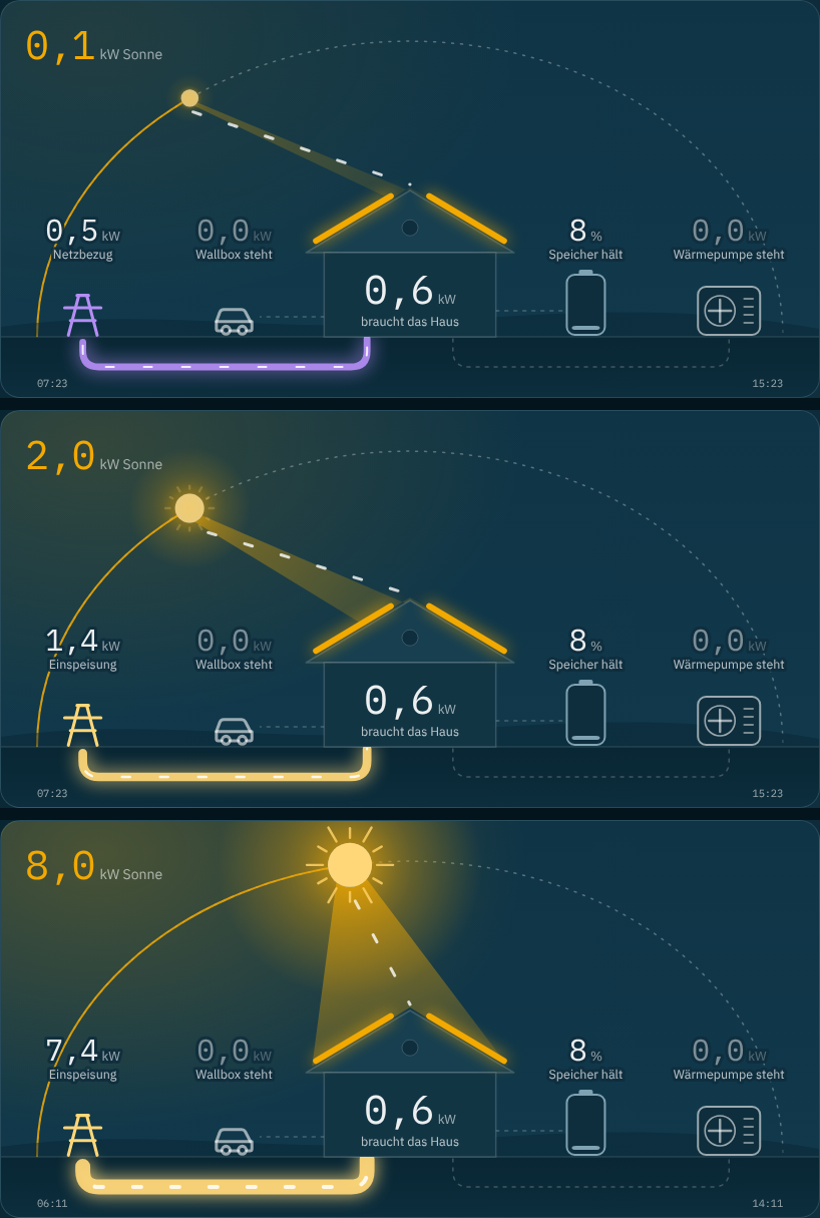 0,1 kW Sonne
0,5 kW 0,0 kW 8 % 0,0 kW
Netzbezug Wallbox steht Speicher hält Wärmepumpe steht
0,6 kW
braucht das Haus
07:23 15:23
2,0 kW Sonne
1,4 kW 0,0 kW 8 % 0,0 kW
Einspeisung Wallbox steht Speicher hält Wärmepumpe steht
0,6 kW
braucht das Haus
07:23 15:23
8,0 kW Sonne
7,4 kW 0,0 kW 8 % 0,0 kW
Einspeisung Wallbox steht Speicher hält Wärmepumpe steht
0,6 kW
braucht das Haus
06:11 14:11